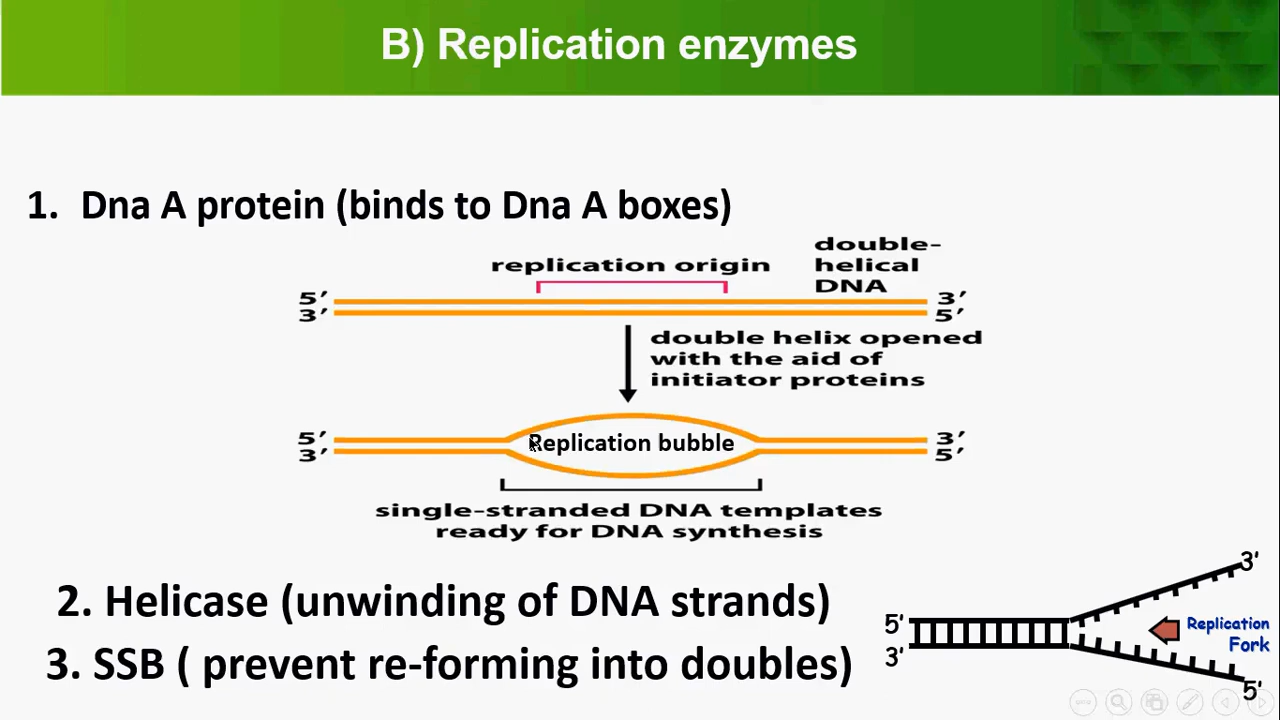 B) Replication enzymes
1. Dna A protein (binds to Dna A boxes)
replication origin
double-
helical
DNA
5′ 3′
3′ 5′
double helix opened
with the aid of
initiator proteins
5′ Replication bubble 3′
3′ 5′
single-stranded DNA templates
ready for DNA synthesis
2. Helicase (unwinding of DNA strands)
3. SSB ( prevent re-forming into doubles)
3′
5′
3′
Replication
Fork
5′